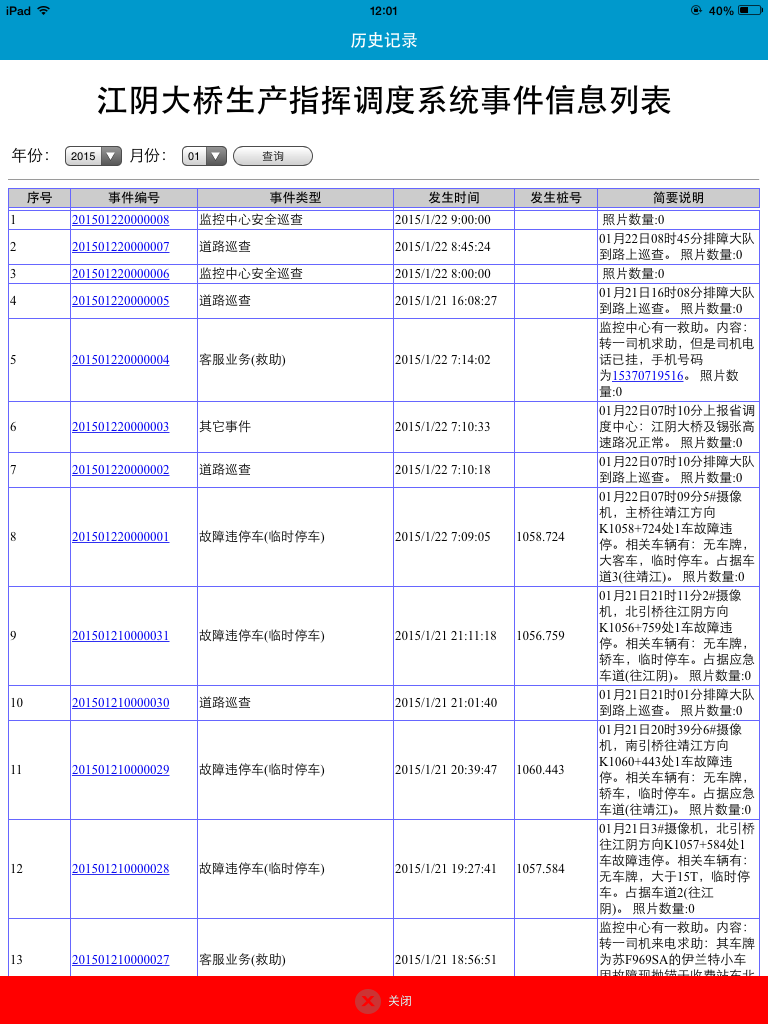 iPad 12:01 40%
历史记录
江阴大桥生产指挥调度系统事件信息列表
年份： 2015 月份： 01 查询
序号 事件编号 事件类型 发生时间 发生桩号 简要说明
1 201501220000008 监控中心安全巡查 2015/1/22 9:00:00 照片数量:0
2 201501220000007 道路巡查 2015/1/22 8:45:24 01月22日08时45分排障大队
到路上巡查。 照片数量:0
3 201501220000006 监控中心安全巡查 2015/1/22 8:00:00 照片数量:0
4 201501220000005 道路巡查 2015/1/21 16:08:27 01月21日16时08分排障大队
到路上巡查。 照片数量:0
5 201501220000004 客服业务(救助) 2015/1/22 7:14:02 监控中心有一救助。内容：
转一司机求助，但是司机电
话已挂，手机号码
为15370719516。 照片数
量:0
6 201501220000003 其它事件 2015/1/22 7:10:33 01月22日07时10分上报省调
度中心：江阴大桥及锡张高
速路况正常。 照片数量:0
7 201501220000002 道路巡查 2015/1/22 7:10:18 01月22日07时10分排障大队
到路上巡查。 照片数量:0
8 201501220000001 故障违停车(临时停车) 2015/1/22 7:09:05 1058.724 01月22日07时09分5#摄像
机，主桥往靖江方向
K1058+724处1车故障违
停。相关车辆有：无车牌，
大客车，临时停车。占据车
道3(往靖江)。 照片数量:0
9 201501210000031 故障违停车(临时停车) 2015/1/21 21:11:18 1056.759 01月21日21时11分2#摄像
机，北引桥往江阴方向
K1056+759处1车故障违
停。相关车辆有：无车牌，
轿车，临时停车。占据应急
车道(往江阴)。 照片数量:0
10 201501210000030 道路巡查 2015/1/21 21:01:40 01月21日21时01分排障大队
到路上巡查。 照片数量:0
11 201501210000029 故障违停车(临时停车) 2015/1/21 20:39:47 1060.443 01月21日20时39分6#摄像
机，南引桥往靖江方向
K1060+443处1车故障违
停。相关车辆有：无车牌，
轿车，临时停车。占据应急
车道(往靖江)。 照片数量:0
12 201501210000028 故障违停车(临时停车) 2015/1/21 19:27:41 1057.584 01月21日3#摄像机，北引桥
往江阴方向K1057+584处1
车故障违停。相关车辆有：
无车牌，大于15T，临时停
车。占据车道2(往江
阴)。 照片数量:0
13 201501210000027 客服业务(救助) 2015/1/21 18:56:51 监控中心有一救助。内容：
转一司机来电求助：其车牌
为苏F969SA的伊兰特小车
因故障现抛锚于收费站东北
关闭